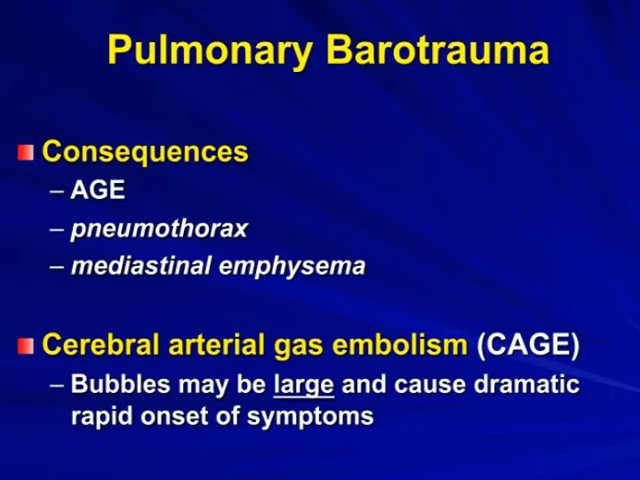 Pulmonary Barotrauma
Consequences
– AGE
– pneumothorax
– mediastinal emphysema
Cerebral arterial gas embolism (CAGE)
– Bubbles may be large and cause dramatic
rapid onset of symptoms